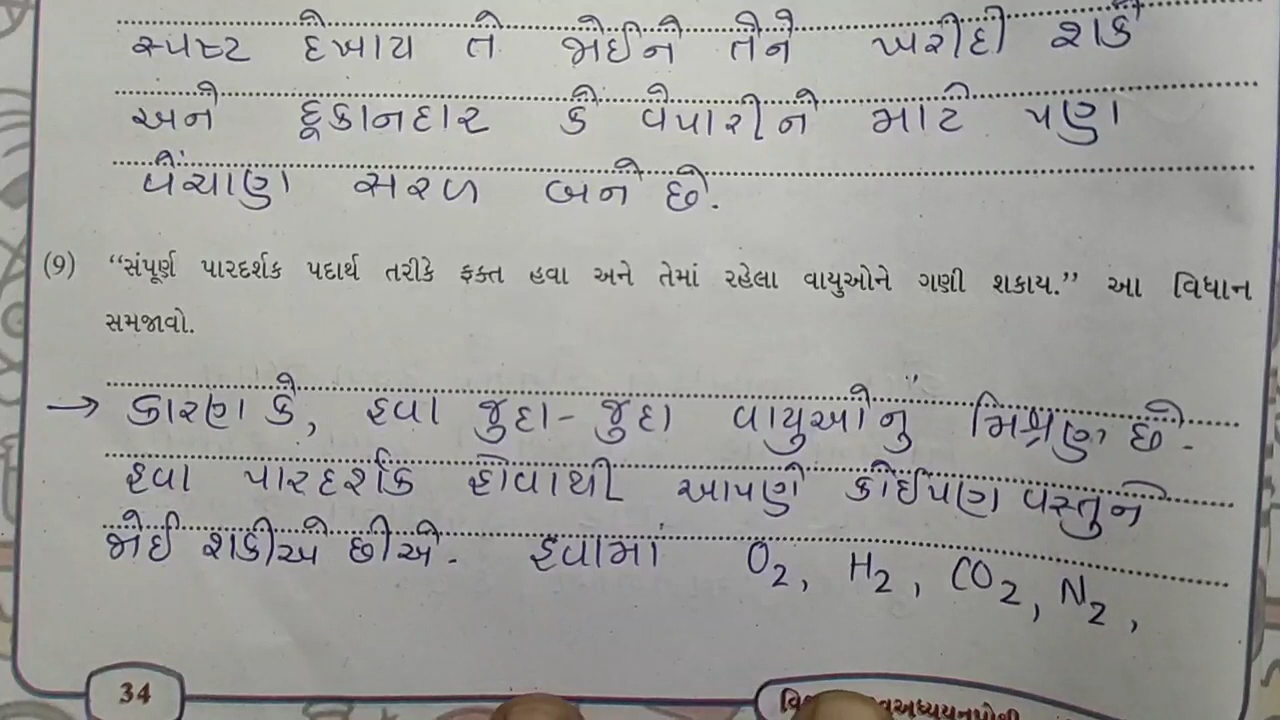 સ્પષ્ટ દેખાય તે જોઈને તેને ખરીદી શકે
અને દૂકાનદાર કે વેપારીને માટે પણ
વેંચાણ સરળ બને છે.
(9) “સંપૂર્ણ પારદર્શક પદાર્થ તરીકે ફક્ત હવા અને તેમાં રહેલા વાયુઓને ગણી શકાય.” આ વિધાન
સમજાવો.
→ કારણ કે, હવા જુદા-જુદા વાયુઓનું મિશ્રણ છે.
હવા પારદર્શક હોવાથી આપણે કોઈપણ વસ્તુને
જોઈ શકીએ છીએ. હવામાં O2, H2, CO2, N2,
34